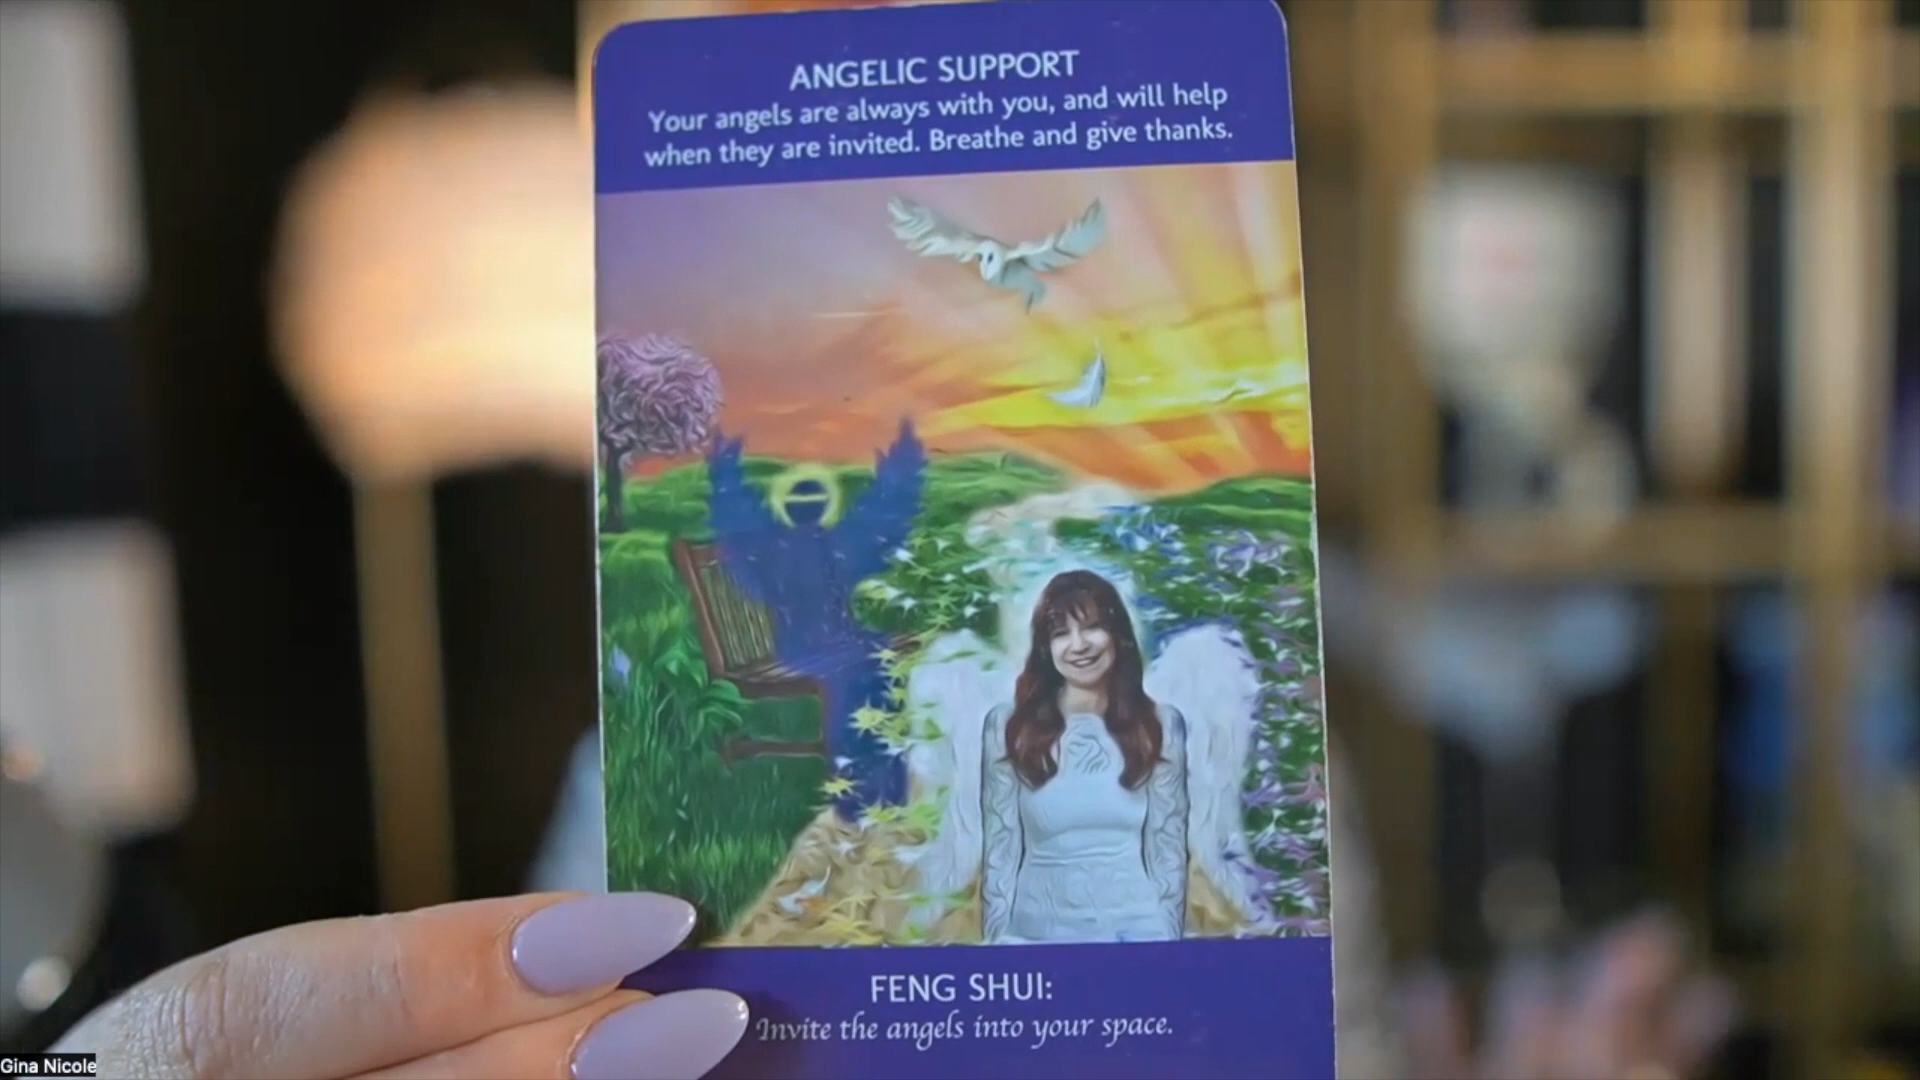 ANGELIC SUPPORT
Your angels are always with you, and will help
when they are invited. Breathe and give thanks.
FENG SHUI:
Invite the angels into your space.
Gina Nicole